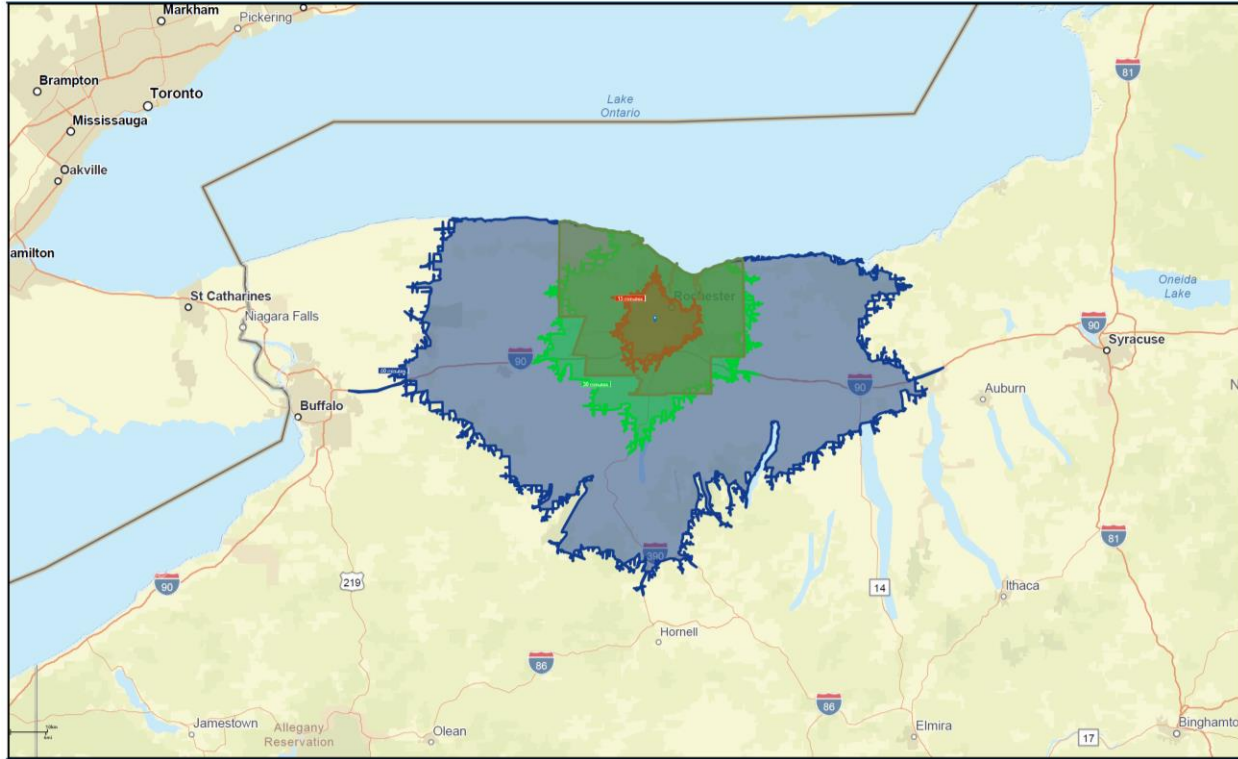 Markham
Pickering
Brampton
Toronto
Mississauga
Oakville
amilton
Lake
Ontario
81
St Catharines
Niagara Falls
Rochester
Oneida
Lake
90
90
90
Syracuse
Auburn
Buffalo
390
81
90
219
14
Ithaca
Hornell
86
86
Jamestown
Allegany
Reservation
Olean
Elmira
17
Binghamto